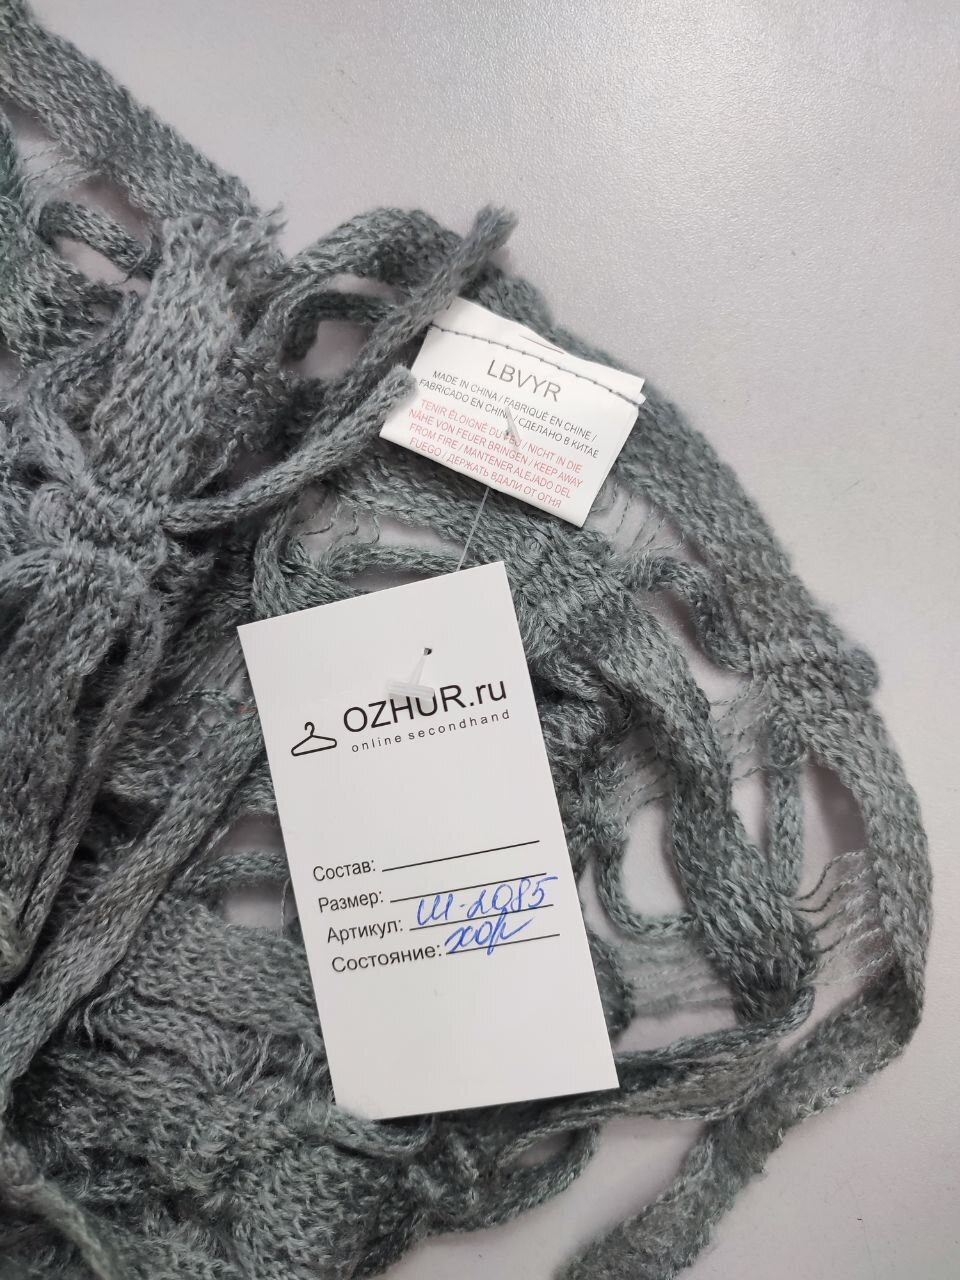 LBVYR
MADE IN CHINA / FABRIQUÉ EN CHINE /
FABRICADO EN CHINE / СДЕЛАНО В КИТАЕ
TENIR ÉLOIGNÉ DU FEU / NICHT IN DIE
NÄHE VON FEUER BRINGEN / KEEP AWAY
FROM FIRE / MANTENER ALEJADO DEL
FUEGO / ДЕРЖАТЬ ВДАЛИ ОТ ОГНЯ
OZHUR.ru
online secondhand
Состав:
Размер:
Артикул: Ш-2085
Состояние: хор